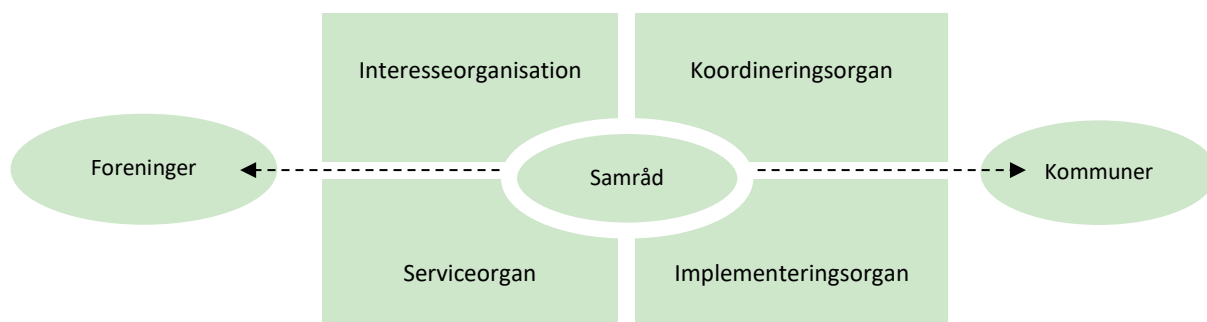 Interesseorganisation
Koordineringsorgan
Foreninger
Samråd
Kommuner
Serviceorgan
Implementeringsorgan